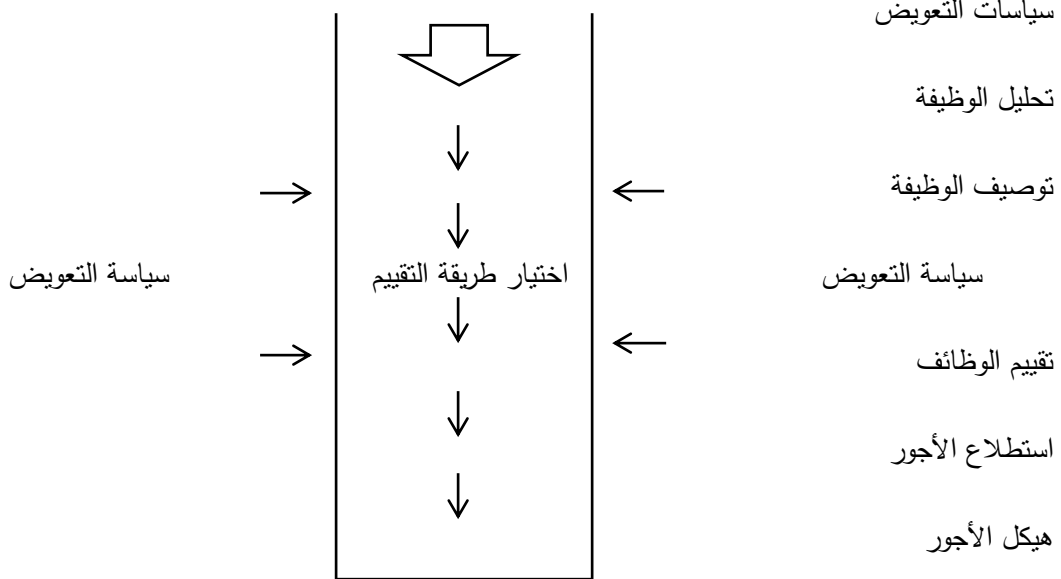 سياسات التعويض
تحليل الوظيفة
توصيف الوظيفة
سياسة التعويض اختيار طريقة التقييم سياسة التعويض
تقييم الوظائف
استطلاع الأجور
هيكل الأجور